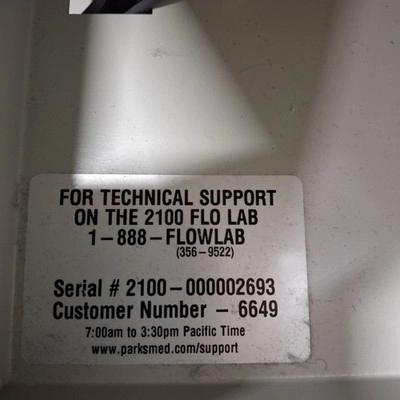 FOR TECHNICAL SUPPORT
ON THE 2100 FLO LAB
1-888-FLOWLAB
(356-9522)
Serial # 2100-000002693
Customer Number - 6649
7:00am to 3:30pm Pacific Time
www.parksmed.com/support